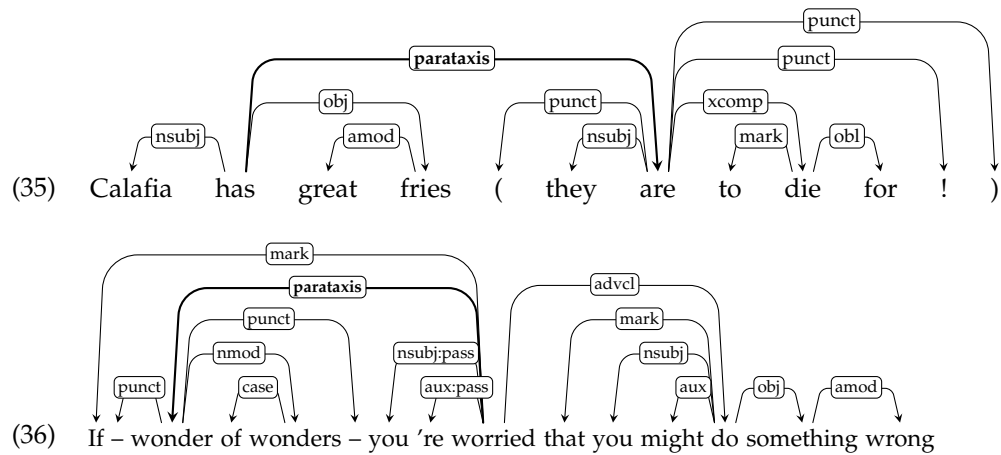 punct
parataxis punct
obj punct xcomp
nsubj amod nsubj mark obl
(35) Calafia has great fries ( they are to die for ! )
mark
parataxis advcl
punct mark
nmod nsubj:pass nsubj
punct case aux:pass aux obj amod
(36) If – wonder of wonders – you 're worried that you might do something wrong